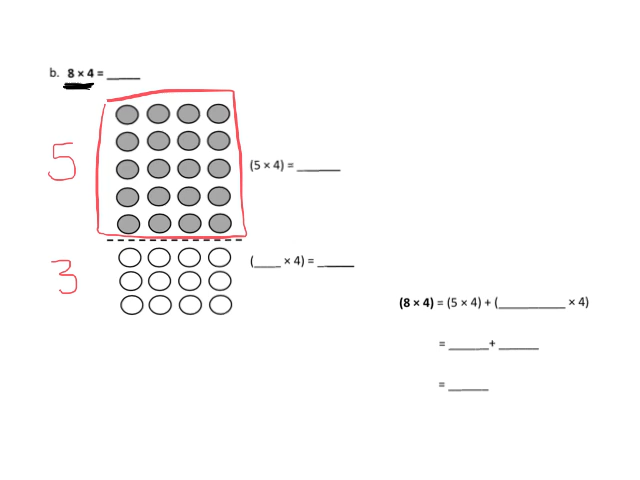 b. 8 × 4 = _____
5
(5 × 4) = ______
3
(____ × 4) = _____
(8 × 4) = (5 × 4) + (__________ × 4)
= ______+ ______
= ______